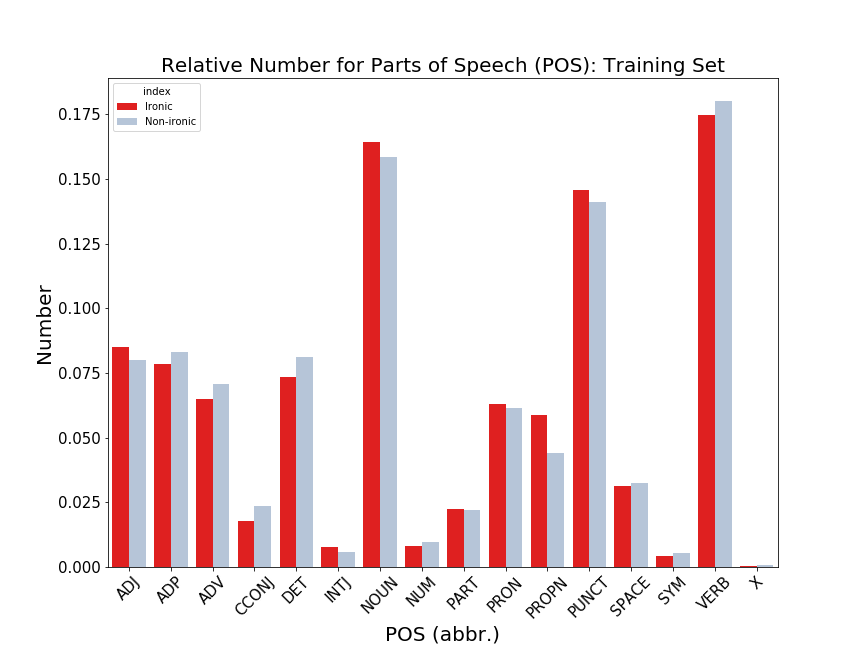 Relative Number for Parts of Speech (POS): Training Set
index
Ironic
Non-ironic
Number
0.175
0.150
0.125
0.100
0.075
0.050
0.025
0.000
ADJ
ADP
ADV
CCONJ
DET
INTJ
NOUN
NUM
PART
PRON
PROPN
PUNCT
SPACE
SYM
VERB
X
POS (abbr.)